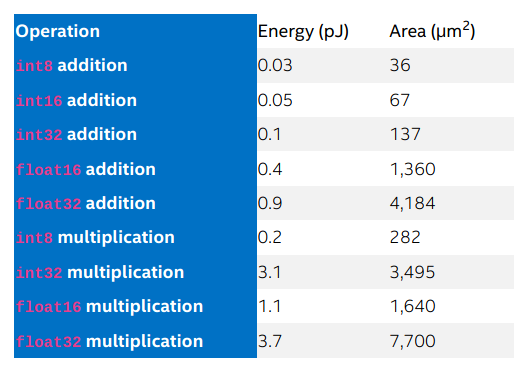 Operation Energy (pJ) Area (μm²)
int8 addition 0.03 36
int16 addition 0.05 67
int32 addition 0.1 137
float16 addition 0.4 1,360
float32 addition 0.9 4,184
int8 multiplication 0.2 282
int32 multiplication 3.1 3,495
float16 multiplication 1.1 1,640
float32 multiplication 3.7 7,700